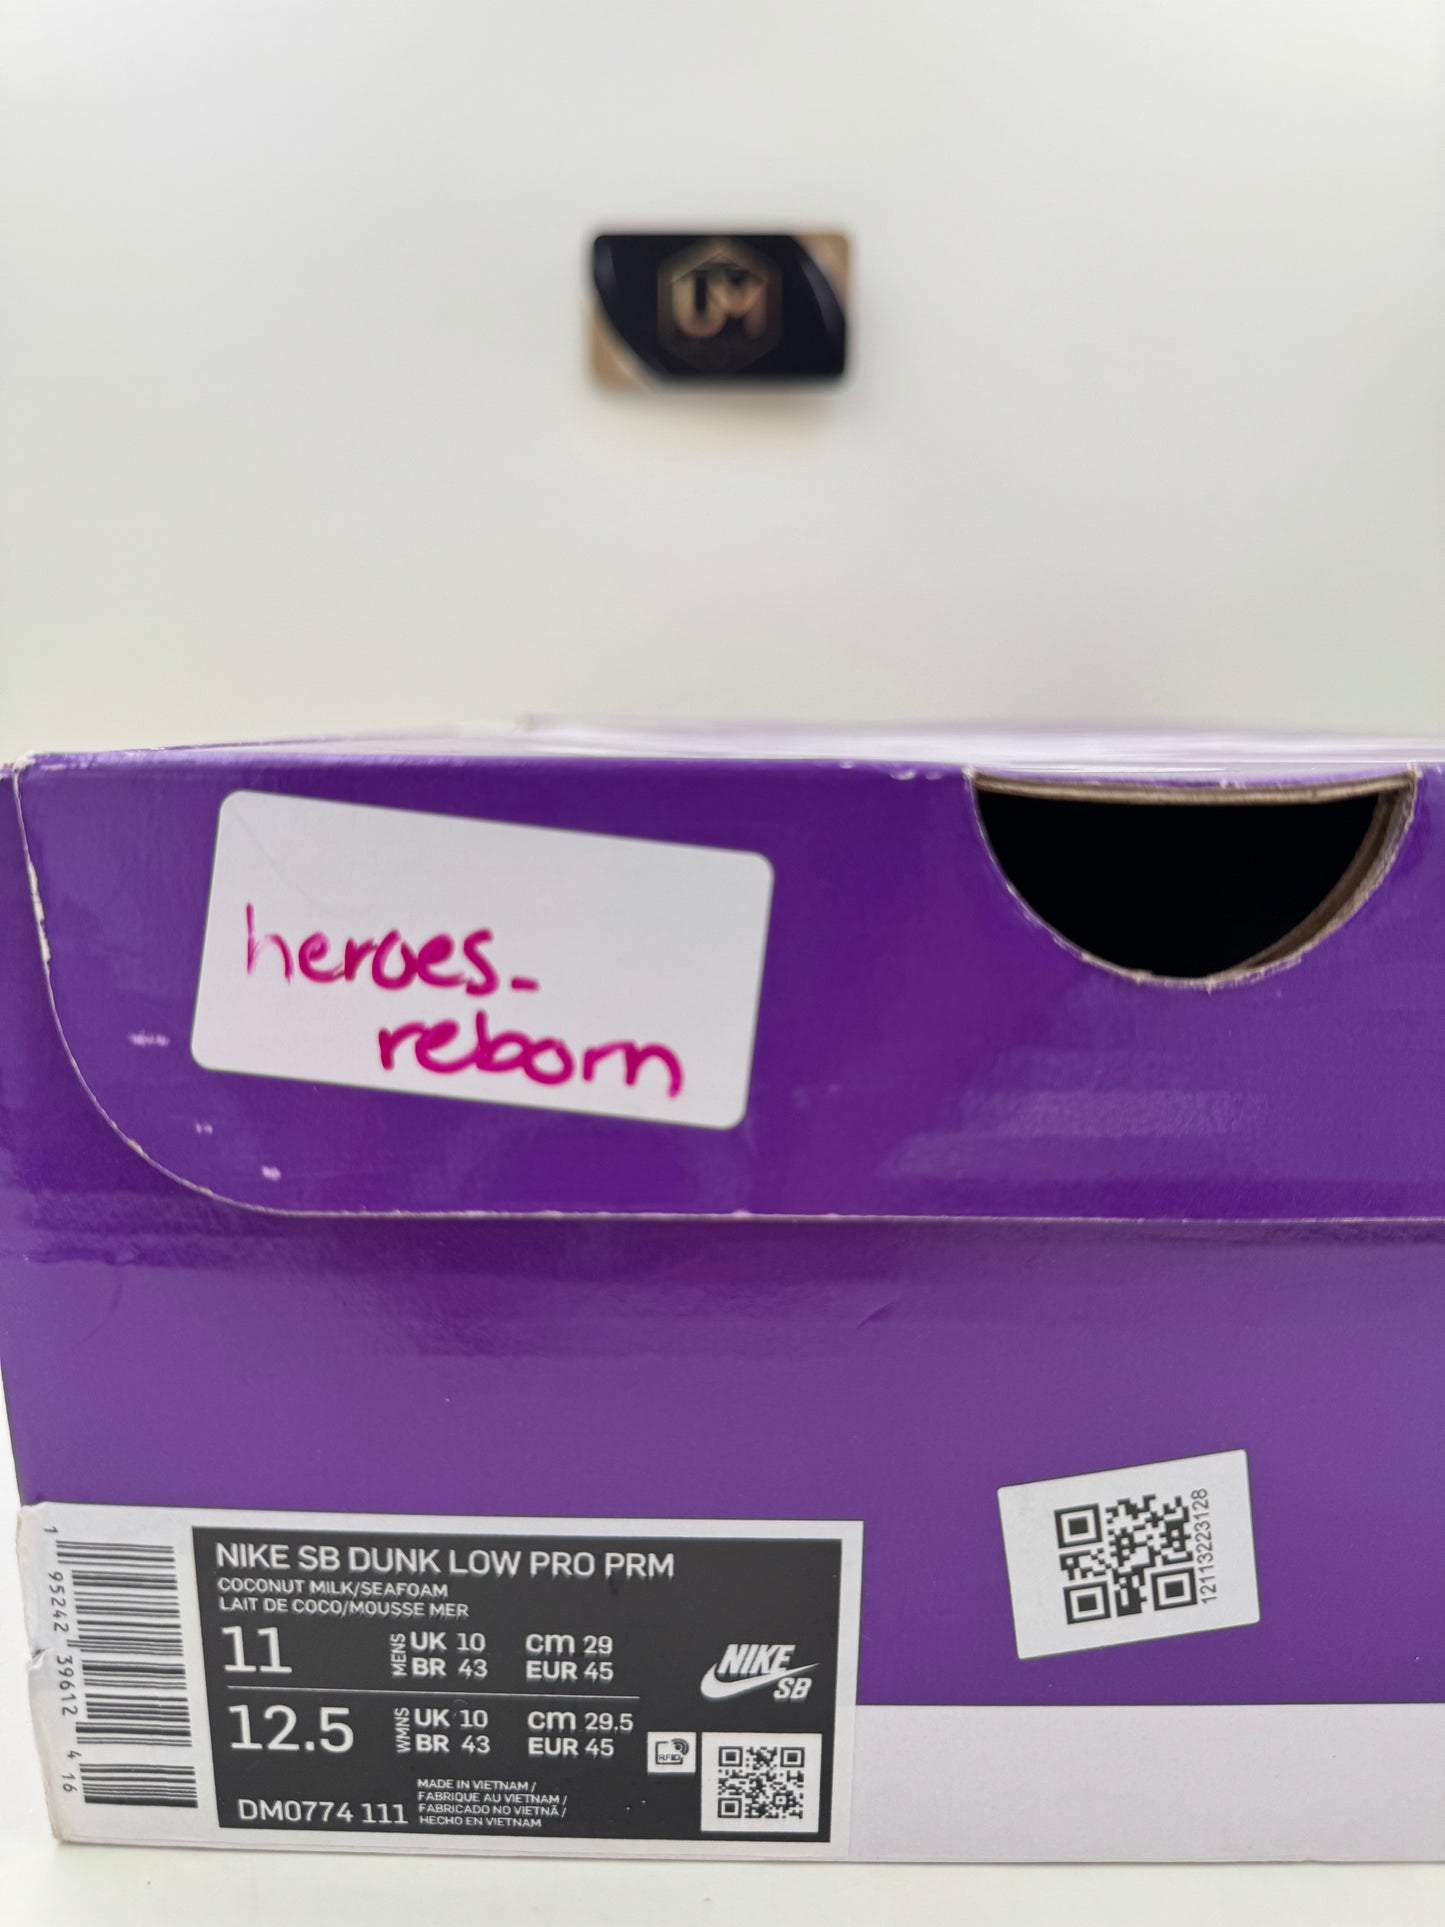 UM
heroes_
reborn
12113223128
1 95242 39612 4 16
NIKE SB DUNK LOW PRO PRM
COCONUT MILK/SEAFOAM
LAIT DE COCO/MOUSSE MER
11 MENS UK 10 cm 29
BR 43 EUR 45
12.5 WMNS UK 10 cm 29.5
BR 43 EUR 45
NIKE
SB
RFID
DM0774 111
MADE IN VIETNAM /
FABRIQUE AU VIETNAM /
FABRICADO NO VIETNÃ /
HECHO EN VIETNAM